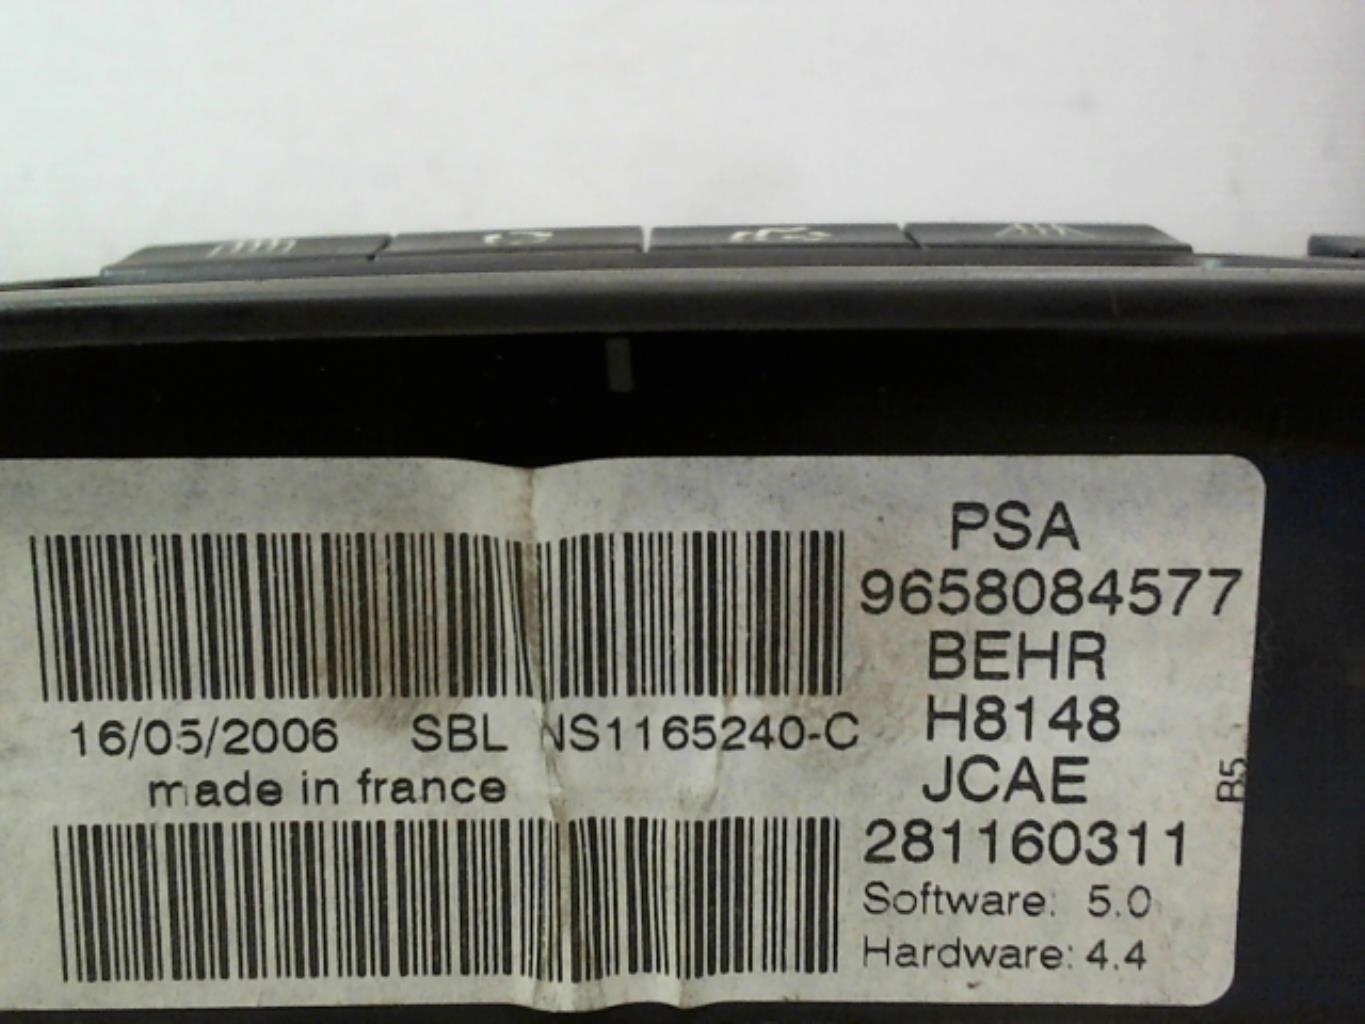 PSA
9658084577
BEHR
H8148
JCAE
281160311
Software: 5.0
Hardware: 4.4
16/05/2006 SBL NS1165240-C
made in france
B5